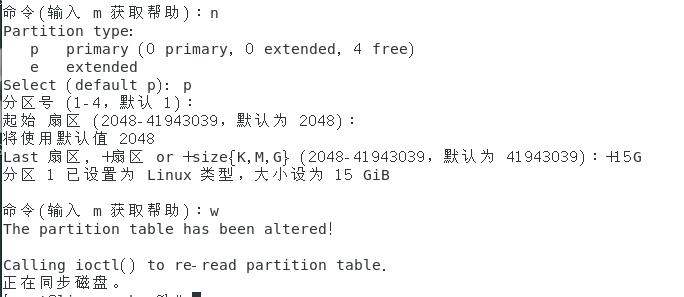 命令(输入 m 获取帮助)：n
Partition type:
   p   primary (0 primary, 0 extended, 4 free)
   e   extended
Select (default p): p
分区号 (1-4，默认 1)：
起始 扇区 (2048-41943039，默认为 2048)：
将使用默认值 2048
Last 扇区, +扇区 or +size{K,M,G} (2048-41943039，默认为 41943039)：+15G
分区 1 已设置为 Linux 类型，大小设为 15 GiB
命令(输入 m 获取帮助)：w
The partition table has been altered!
Calling ioctl() to re-read partition table.
正在同步磁盘。